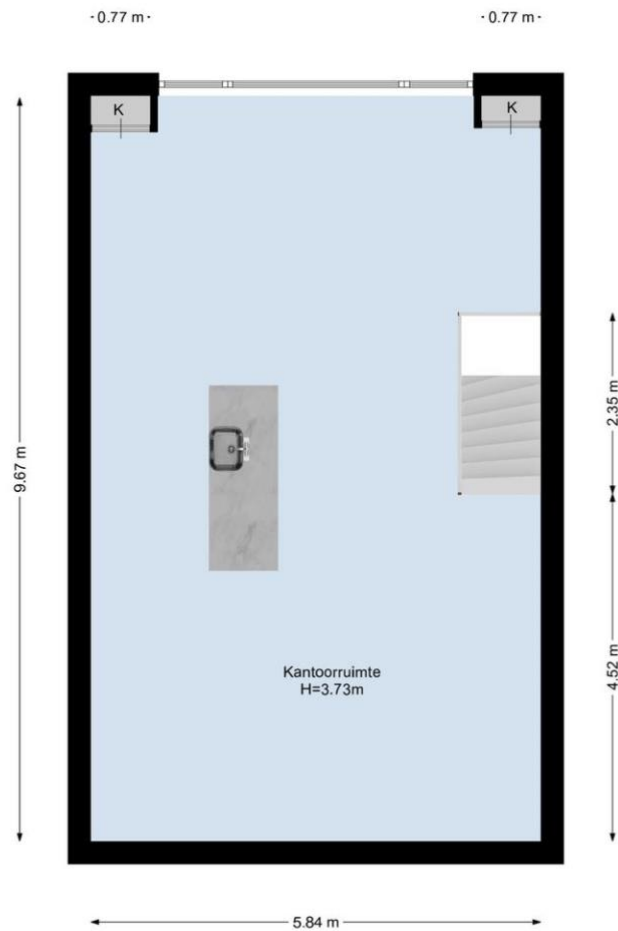 0.77 m
0.77 m
K
K
2.35 m
9.67 m
4.52 m
Kantoorruimte
H=3.73m
5.84 m